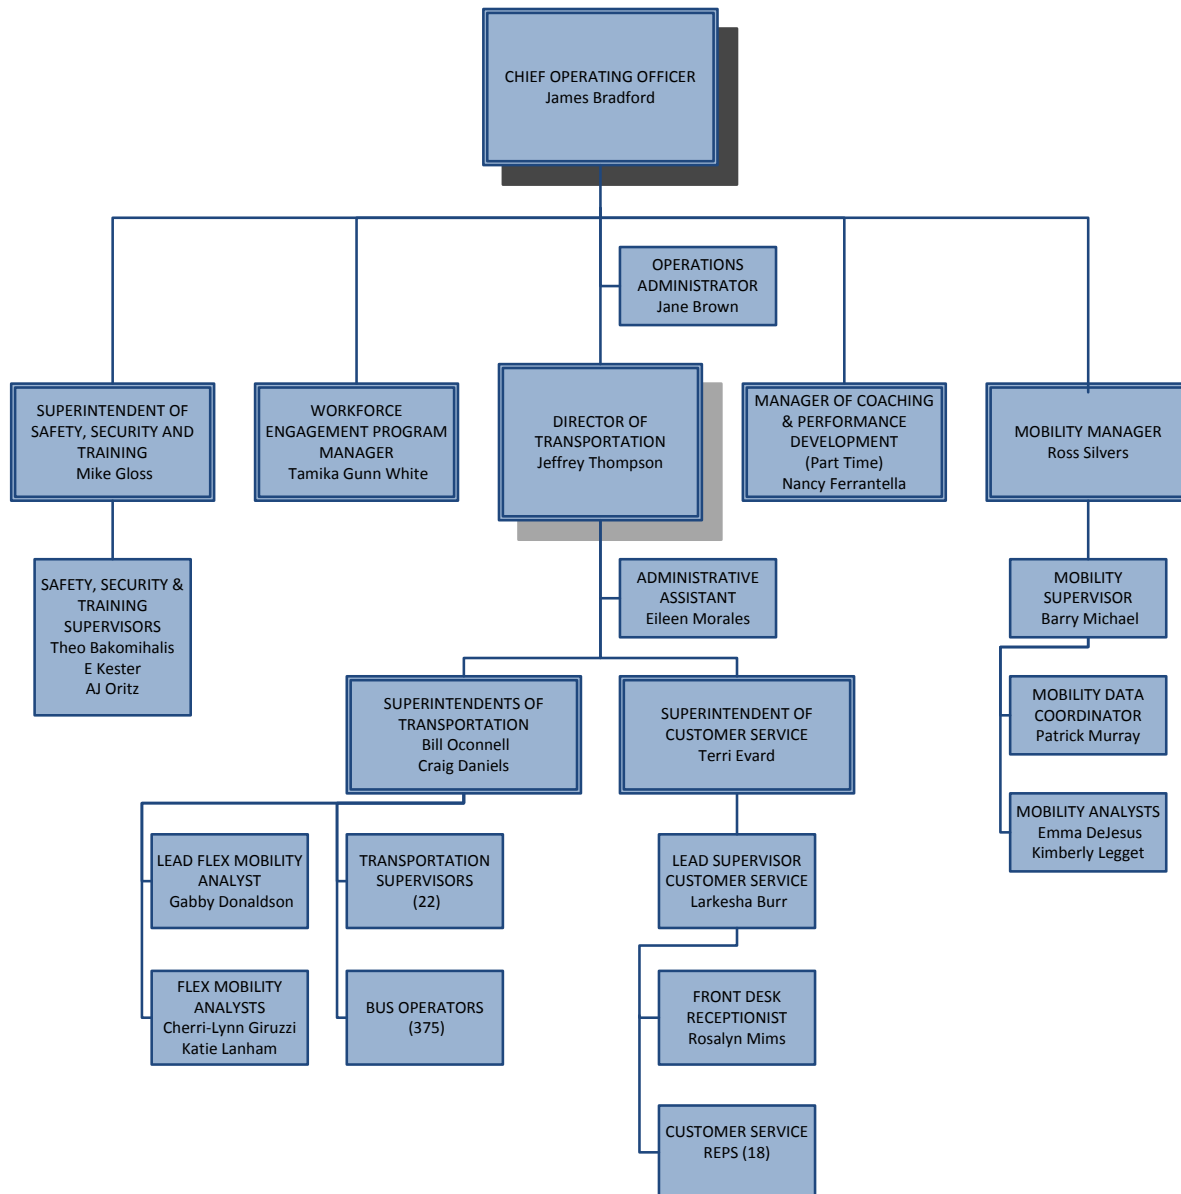 CHIEF OPERATING OFFICER
James Bradford
OPERATIONS
ADMINISTRATOR
Jane Brown
SUPERINTENDENT OF
SAFETY, SECURITY AND
TRAINING
Mike Gloss
WORKFORCE
ENGAGEMENT PROGRAM
MANAGER
Tamika Gunn White
DIRECTOR OF
TRANSPORTATION
Jeffrey Thompson
MANAGER OF COACHING
& PERFORMANCE
DEVELOPMENT
(Part Time)
Nancy Ferrantella
MOBILITY MANAGER
Ross Silvers
SAFETY, SECURITY &
TRAINING
SUPERVISORS
Theo Bakomihalis
E Kester
AJ Oritz
ADMINISTRATIVE
ASSISTANT
Eileen Morales
MOBILITY
SUPERVISOR
Barry Michael
SUPERINTENDENTS OF
TRANSPORTATION
Bill Oconnell
Craig Daniels
SUPERINTENDENT OF
CUSTOMER SERVICE
Terri Evard
MOBILITY DATA
COORDINATOR
Patrick Murray
MOBILITY ANALYSTS
Emma DeJesus
Kimberly Legget
LEAD FLEX MOBILITY
ANALYST
Gabby Donaldson
TRANSPORTATION
SUPERVISORS
(22)
LEAD SUPERVISOR
CUSTOMER SERVICE
Larkesha Burr
FLEX MOBILITY
ANALYSTS
Cherri-Lynn Giruzzi
Katie Lanham
BUS OPERATORS
(375)
FRONT DESK
RECEPTIONIST
Rosalyn Mims
CUSTOMER SERVICE
REPS (18)